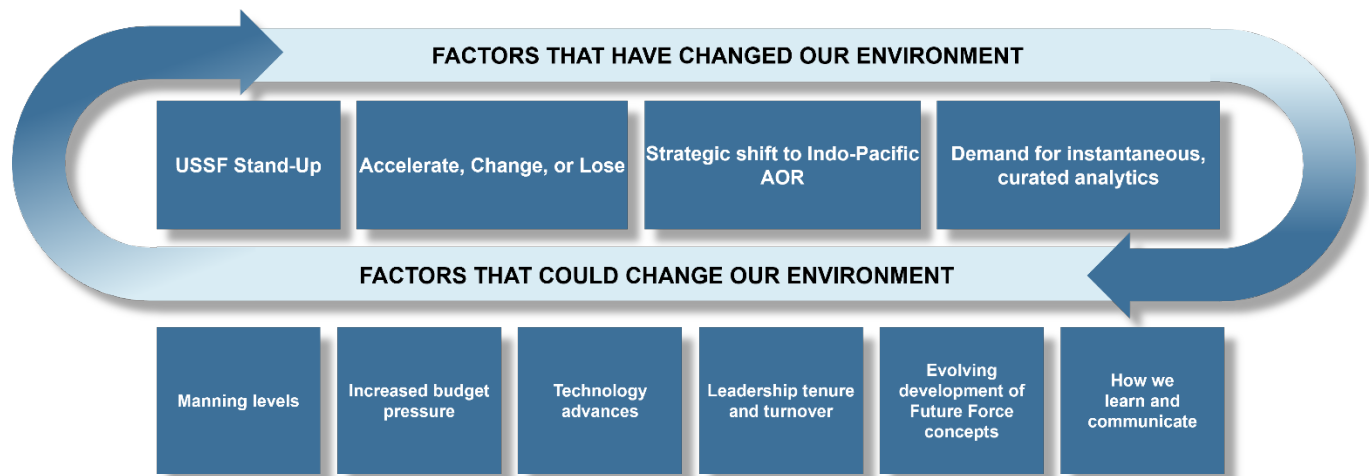 FACTORS THAT HAVE CHANGED OUR ENVIRONMENT
USSF Stand-Up
Accelerate, Change, or Lose
Strategic shift to Indo-Pacific
AOR
Demand for instantaneous,
curated analytics
FACTORS THAT COULD CHANGE OUR ENVIRONMENT
Manning levels
Increased budget
pressure
Technology
advances
Leadership tenure
and turnover
Evolving
development of
Future Force
concepts
How we
learn and
communicate